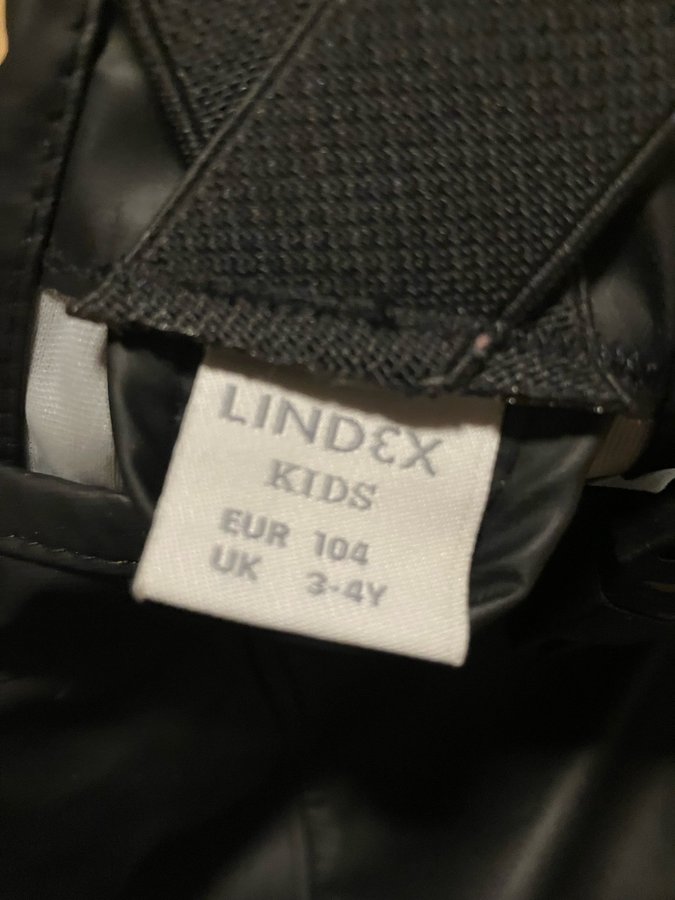 LINDEX
KIDS
EUR 104
UK 3-4Y